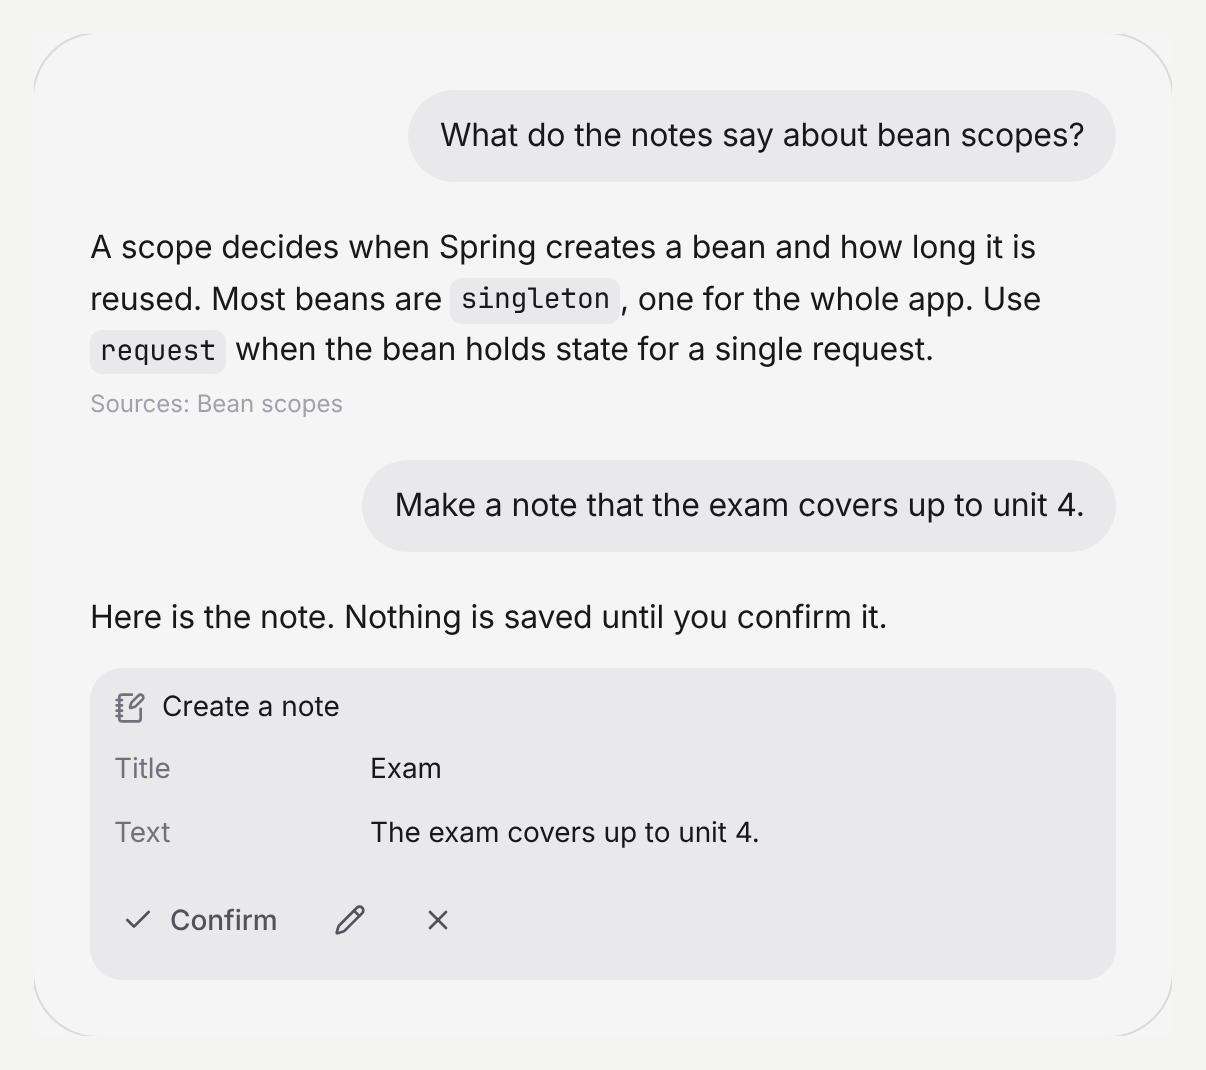 What do the notes say about bean scopes?
A scope decides when Spring creates a bean and how long it is
reused. Most beans are singleton, one for the whole app. Use
request when the bean holds state for a single request.
Sources: Bean scopes
Make a note that the exam covers up to unit 4.
Here is the note. Nothing is saved until you confirm it.
Create a note
Title Exam
Text The exam covers up to unit 4.
Confirm